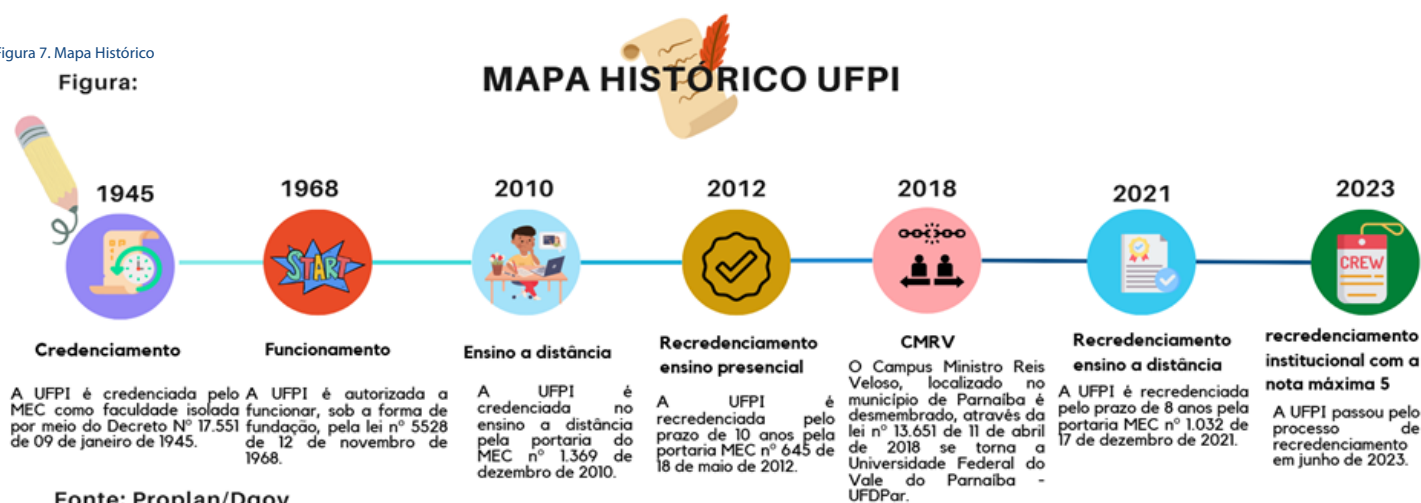 Figura 7. Mapa Histórico
Figura:
MAPA HISTÓRICO UFPI
1945
Credenciamento
A UFPI é credenciada pelo
MEC como faculdade isolada
por meio do Decreto Nº 17.551
de 09 de janeiro de 1945.
1968
START
Funcionamento
A UFPI é autorizada a
funcionar, sob a forma de
fundação, pela lei nº 5528
de 12 de novembro de
1968.
2010
Ensino a distância
A UFPI é
credenciada no
ensino a distância
pela portaria do
MEC nº 1.369 de
dezembro de 2010.
2012
Recredenciamento
ensino presencial
A UFPI é
recredenciada pelo
prazo de 10 anos pela
portaria MEC nº 645 de
18 de maio de 2012.
2018
CMRV
O Campus Ministro Reis
Veloso, localizado no
município de Parnaíba é
desmembrado, através da
lei nº 13.651 de 11 de abril
de 2018 se torna a
Universidade Federal do
Vale do Parnaíba -
UFDPar.
2021
Recredenciamento
ensino a distância
A UFPI é recredenciada
pelo prazo de 8 anos pela
portaria MEC nº 1.032 de
17 de dezembro de 2021.
2023
CREW
recredenciamento
institucional com a
nota máxima 5
A UFPI passou pelo
processo de
recredenciamento
em junho de 2023.
Fonte: Proplan/Dgov